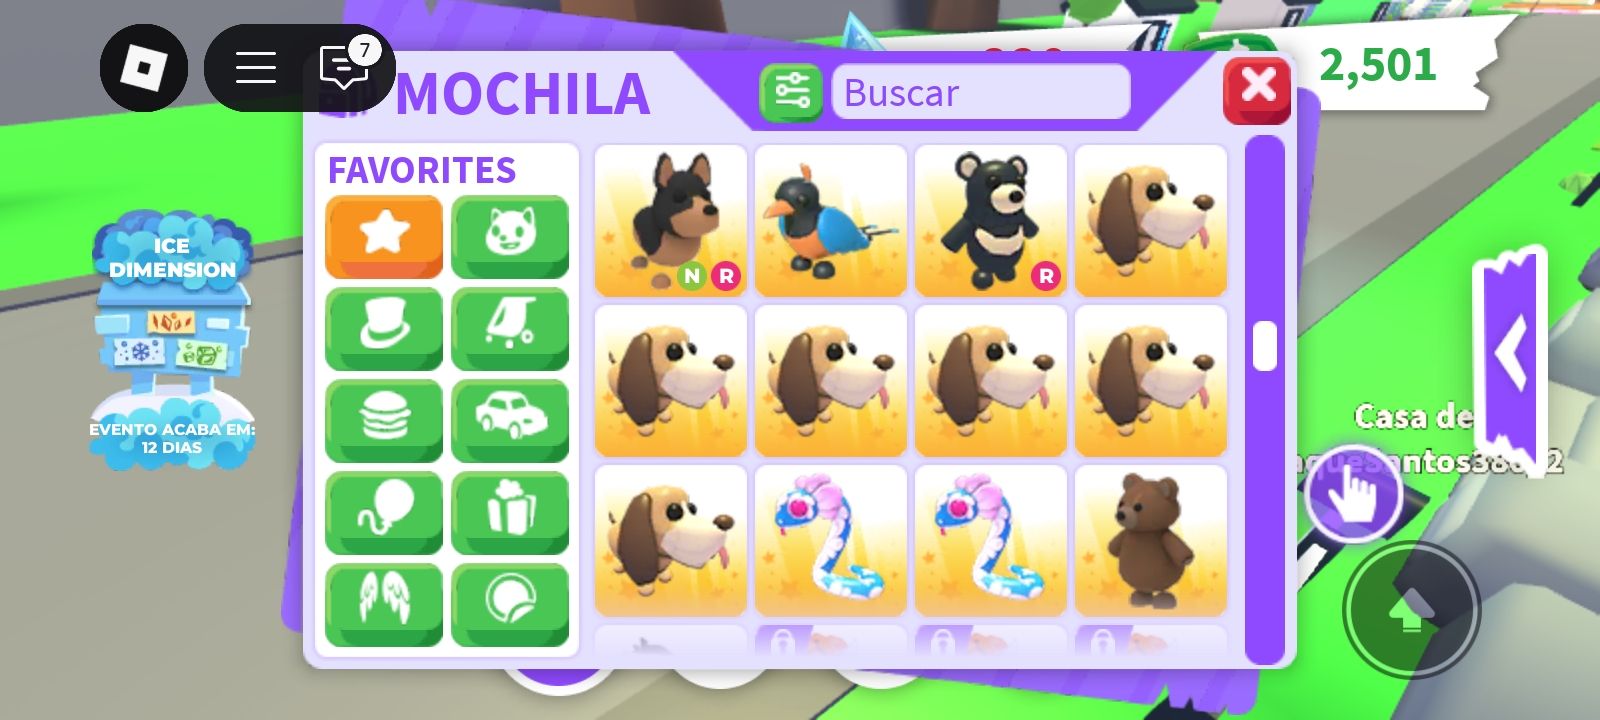 7
MOCHILA
Buscar
2,501
FAVORITES
N R
R
ICE
DIMENSION
EVENTO ACABA EM:
12 DIAS
Casa de